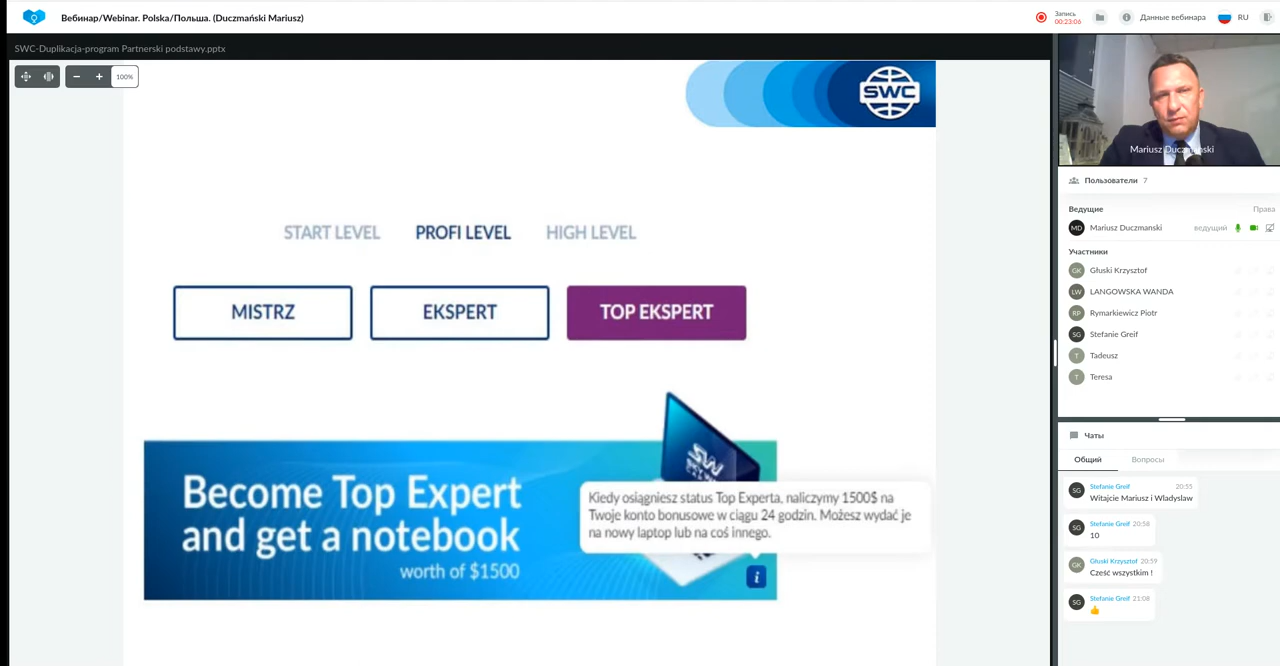 Вебинар/Webinar. Polska/Польша. (Duczmański Mariusz)
Запись
00:23:06
Данные вебинара
RU
SWC-Duplikacja-program Partnerski podstawy.pptx
100%
SWC
START LEVEL PROFI LEVEL HIGH LEVEL
MISTRZ EKSPERT TOP EKSPERT
Become Top Expert
and get a notebook
worth of $1500
Kiedy osiągniesz status Top Experta, naliczymy 1500$ na
Twoje konto bonusowe w ciągu 24 godzin. Możesz wydać je
na nowy laptop lub na coś innego.
i
Mariusz Duczmanski
Пользователи 7
Ведущие Права
MD Mariusz Duczmanski ведущий
Участники
GK Głuski Krzysztof
LW LANGOWSKA WANDA
RP Rymarkiewicz Piotr
SG Stefanie Greif
T Tadeusz
T Teresa
Чаты
Общий Вопросы
SG Stefanie Greif 20:55
Witajcie Mariusz i Wladyslaw
SG Stefanie Greif 20:58
10
GK Głuski Krzysztof 20:59
Cześć wszystkim !
SG Stefanie Greif 21:08
👍